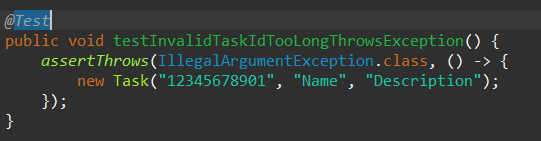 @Test
public void testInvalidTaskIdTooLongThrowsException() {
    assertThrows(IllegalArgumentException.class, () -> {
        new Task("12345678901", "Name", "Description");
    });
}